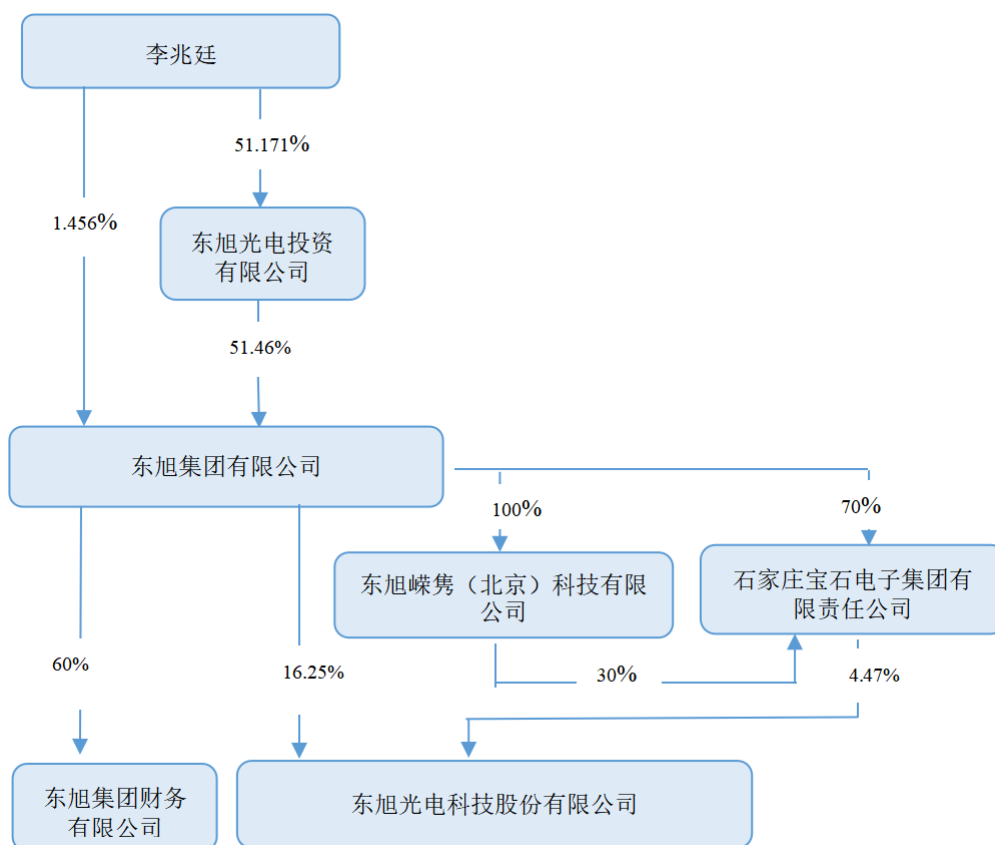 李兆廷
51.171%
1.456%
东旭光电投资
有限公司
51.46%
东旭集团有限公司
100%
70%
东旭嵘隽（北京）科技有限
公司
石家庄宝石电子集团有
限责任公司
60%
16.25%
30%
4.47%
东旭集团财务
有限公司
东旭光电科技股份有限公司